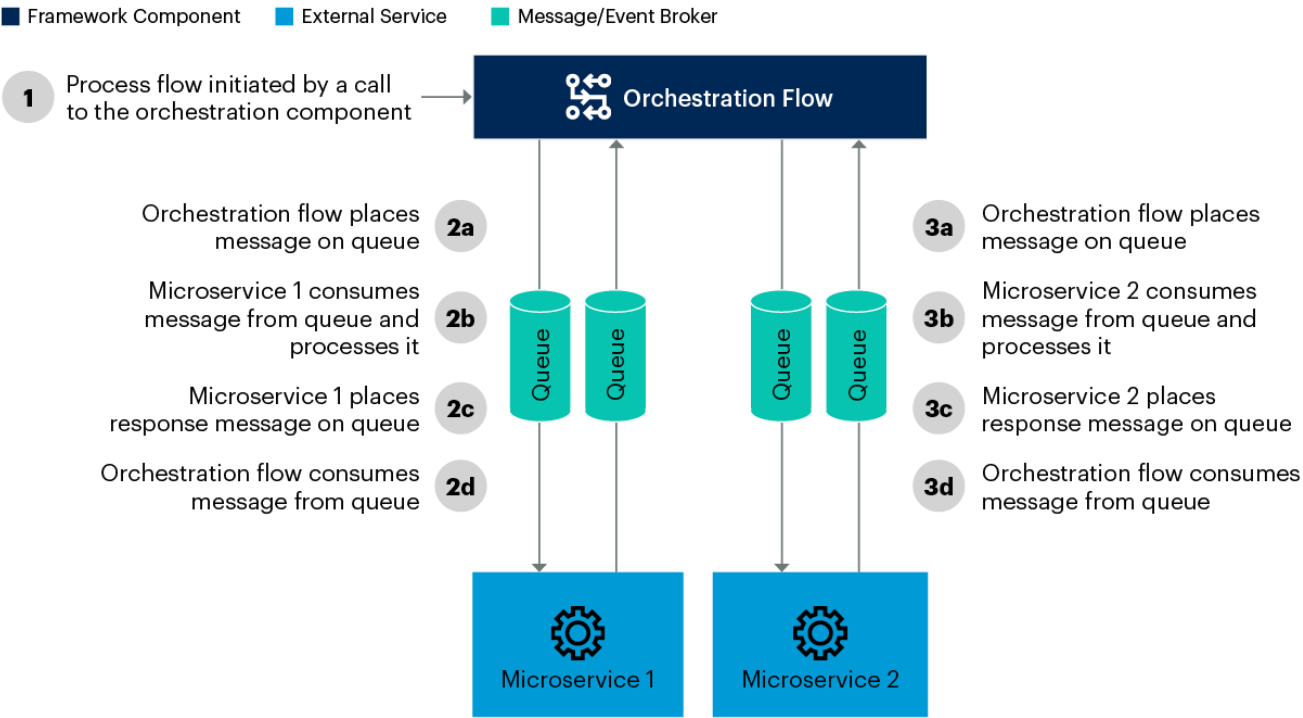 Framework Component
External Service
Message/Event Broker
1
Process flow initiated by a call
to the orchestration component
Orchestration Flow
Orchestration flow places
message on queue
2a
Microservice 1 consumes
message from queue and
processes it
2b
Microservice 1 places
response message on queue
2c
Orchestration flow consumes
message from queue
2d
Queue
Queue
Queue
Queue
3a
Orchestration flow places
message on queue
3b
Microservice 2 consumes
message from queue and
processes it
3c
Microservice 2 places
response message on queue
3d
Orchestration flow consumes
message from queue
Microservice 1
Microservice 2